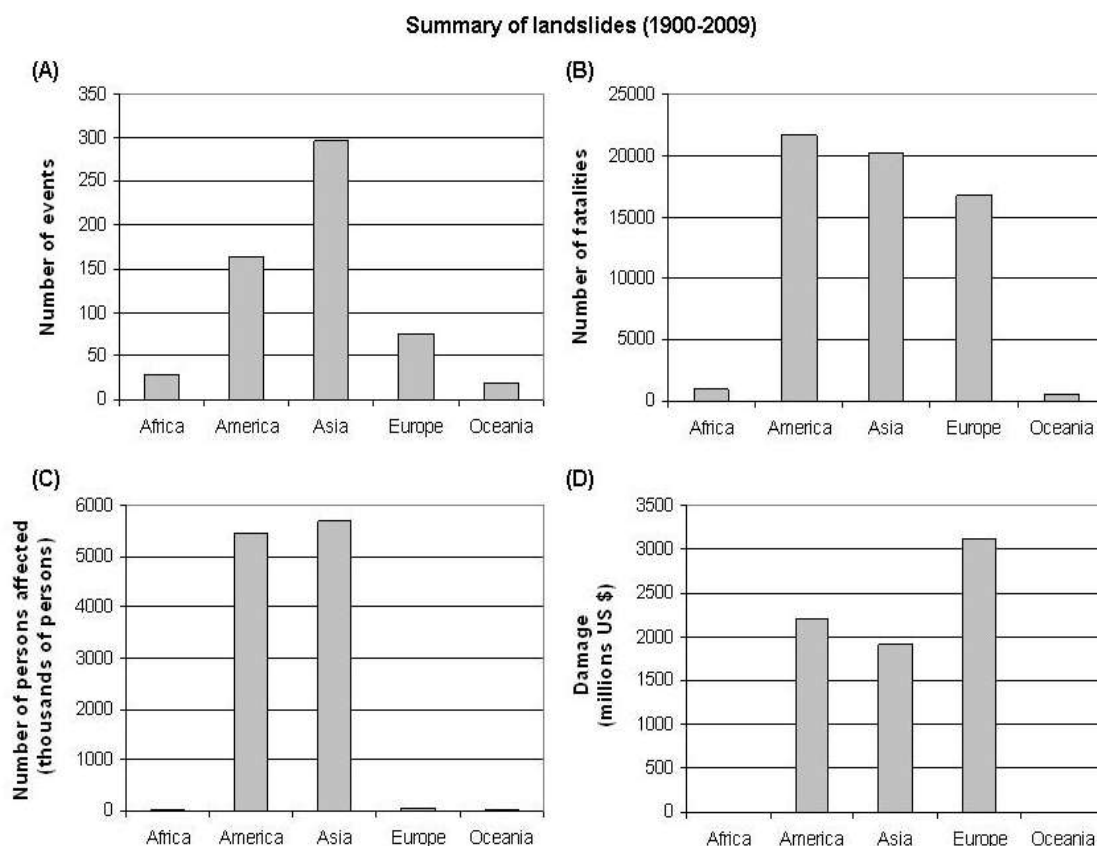 Summary of landslides (1900-2009)
(A)
350
300
250
200
150
100
50
0
Number of events
Africa America Asia Europe Oceania
(B)
25000
20000
15000
10000
5000
0
Number of fatalities
Africa America Asia Europe Oceania
(C)
6000
5000
4000
3000
2000
1000
0
Number of persons affected
(thousands of persons)
Africa America Asia Europe Oceania
(D)
3500
3000
2500
2000
1500
1000
500
0
Damage
(millions US $)
Africa America Asia Europe Oceania